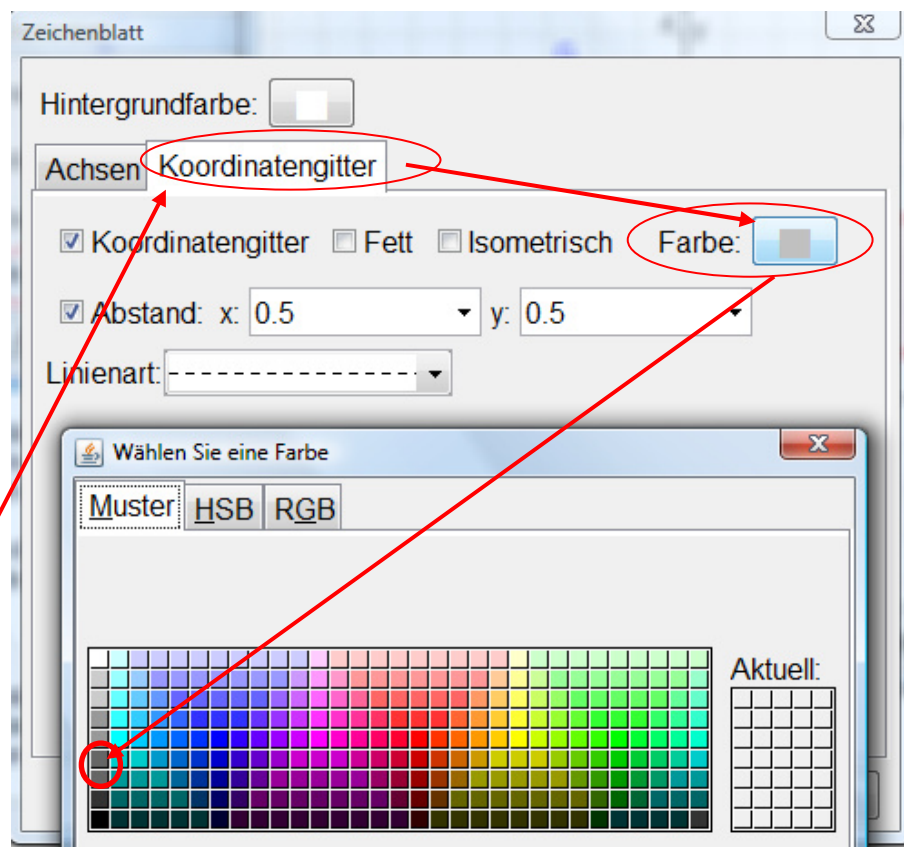 Zeichenblatt
Hintergrundfarbe:
Achsen Koordinatengitter
Koordinatengitter Fett Isometrisch Farbe:
Abstand: x: 0.5 y: 0.5
Linienart:
Wählen Sie eine Farbe
Muster HSB RGB
Aktuell: